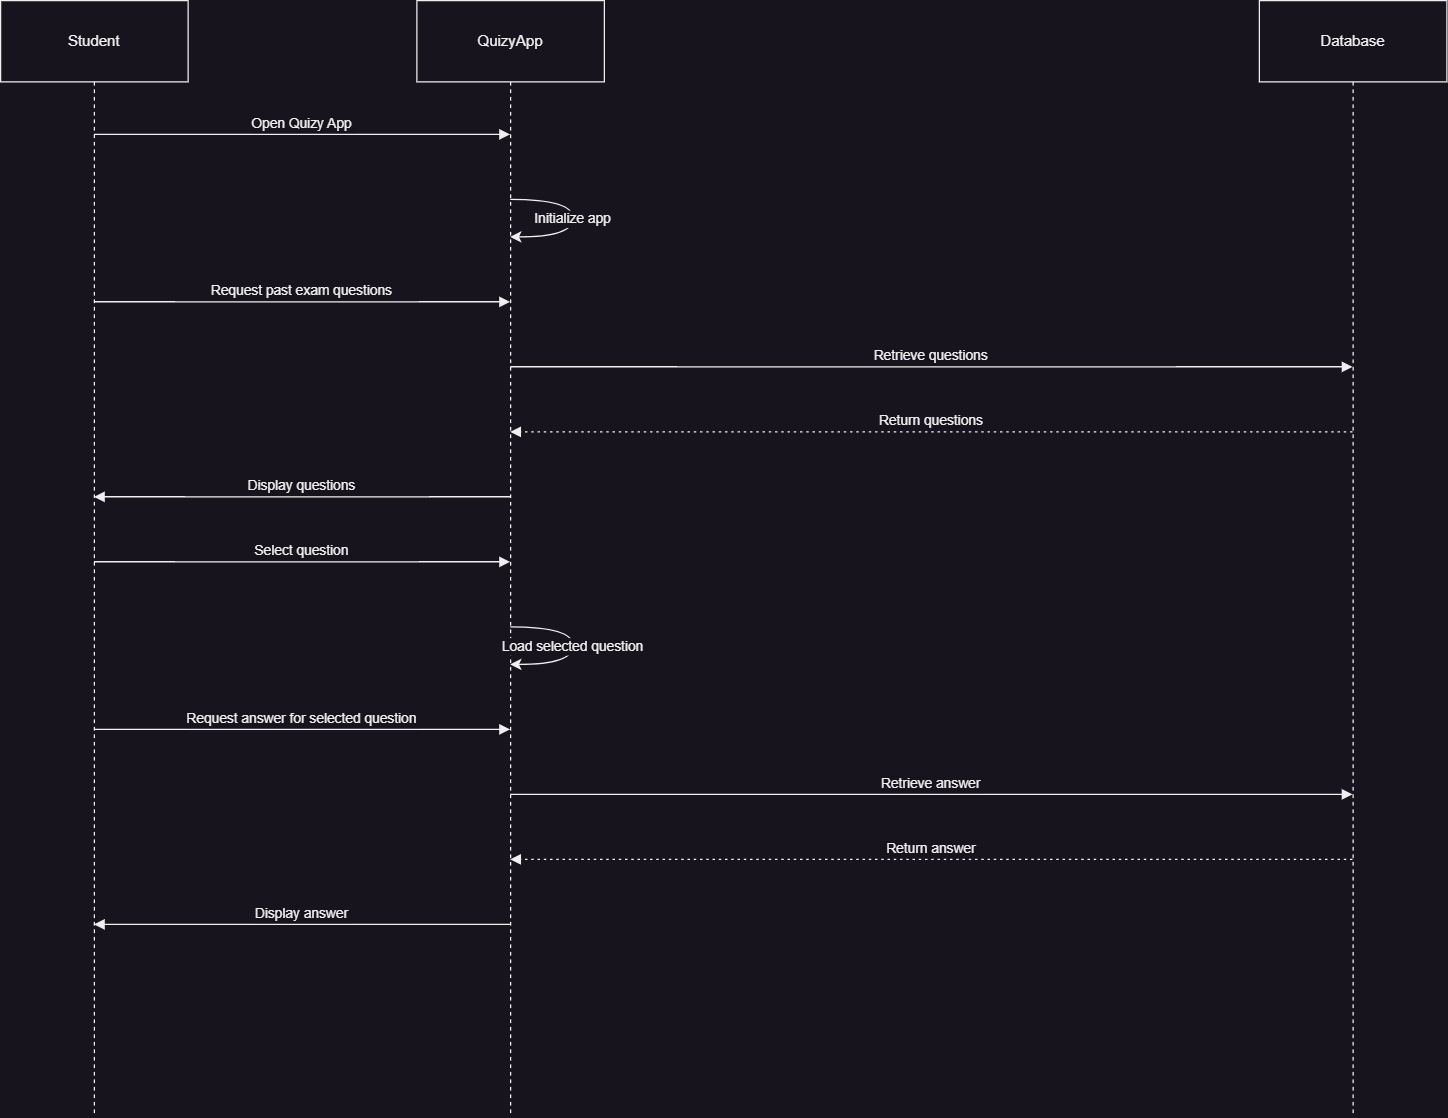 Student
QuizyApp
Database
Open Quizy App
Initialize app
Request past exam questions
Retrieve questions
Return questions
Display questions
Select question
Load selected question
Request answer for selected question
Retrieve answer
Return answer
Display answer